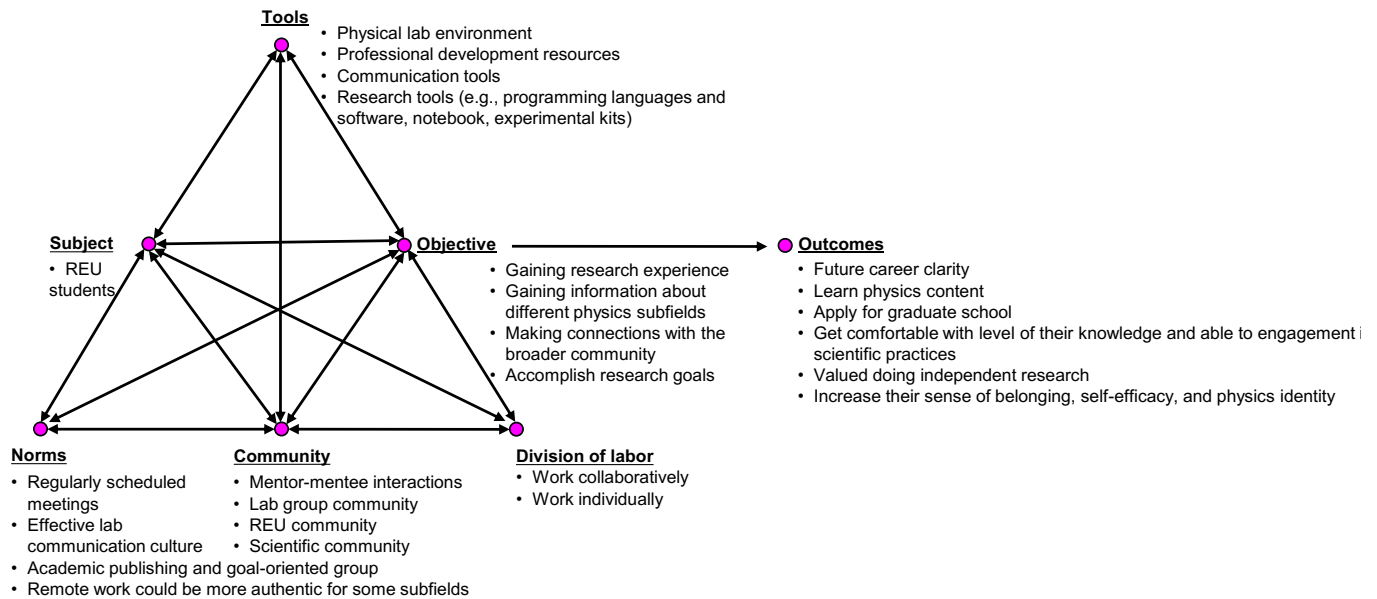 Tools
• Physical lab environment
• Professional development resources
• Communication tools
• Research tools (e.g., programming languages and
software, notebook, experimental kits)
Subject
• REU
students
Objective
• Gaining research experience
• Gaining information about
different physics subfields
• Making connections with the
broader community
• Accomplish research goals
Outcomes
• Future career clarity
• Learn physics content
• Apply for graduate school
• Get comfortable with level of their knowledge and able to engagement i
scientific practices
• Valued doing independent research
• Increase their sense of belonging, self-efficacy, and physics identity
Norms
• Regularly scheduled
meetings
• Effective lab
communication culture
• Academic publishing and goal-oriented group
• Remote work could be more authentic for some subfields
Community
• Mentor-mentee interactions
• Lab group community
• REU community
• Scientific community
Division of labor
• Work collaboratively
• Work individually